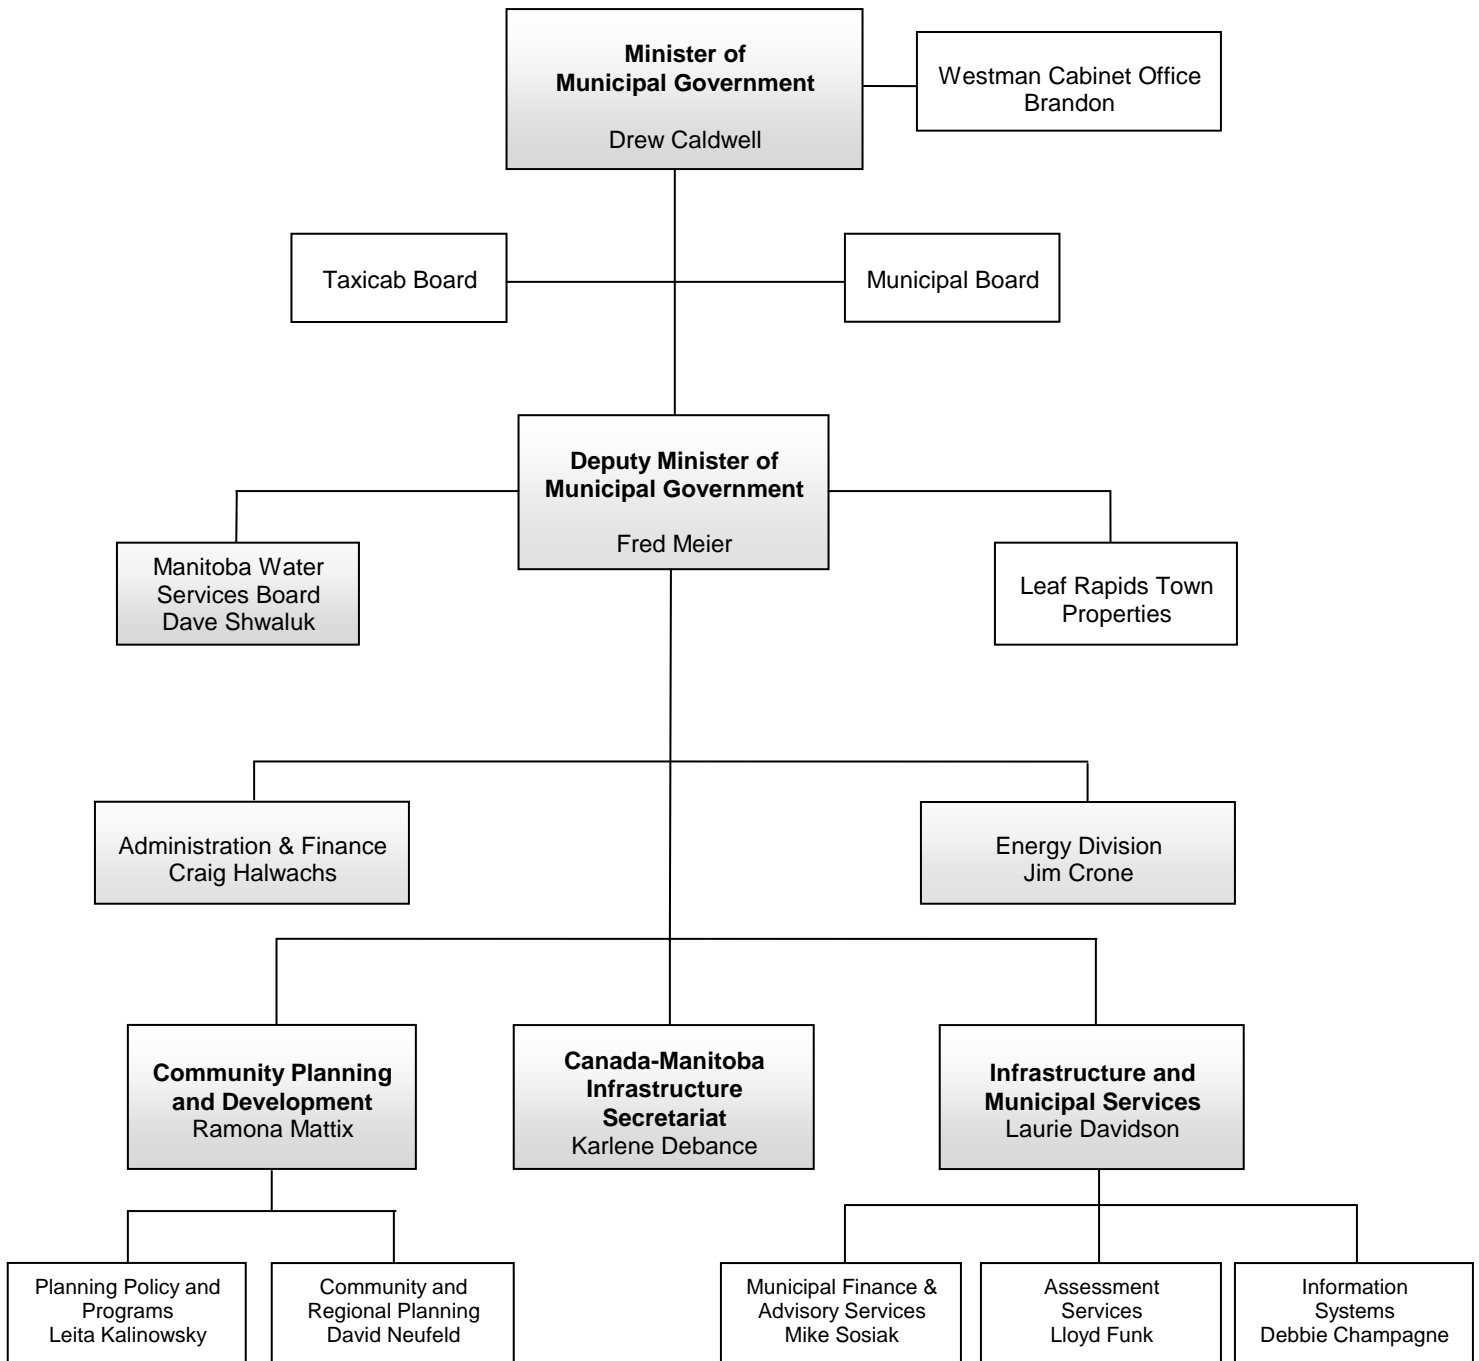 Minister of
Municipal Government
Drew Caldwell
Westman Cabinet Office
Brandon
Taxicab Board
Municipal Board
Deputy Minister of
Municipal Government
Fred Meier
Manitoba Water
Services Board
Dave Shwaluk
Leaf Rapids Town
Properties
Administration & Finance
Craig Halwachs
Energy Division
Jim Crone
Community Planning
and Development
Ramona Mattix
Canada-Manitoba
Infrastructure
Secretariat
Karlene Debance
Infrastructure and
Municipal Services
Laurie Davidson
Planning Policy and
Programs
Leita Kalinowsky
Community and
Regional Planning
David Neufeld
Municipal Finance &
Advisory Services
Mike Sosiak
Assessment
Services
Lloyd Funk
Information
Systems
Debbie Champagne